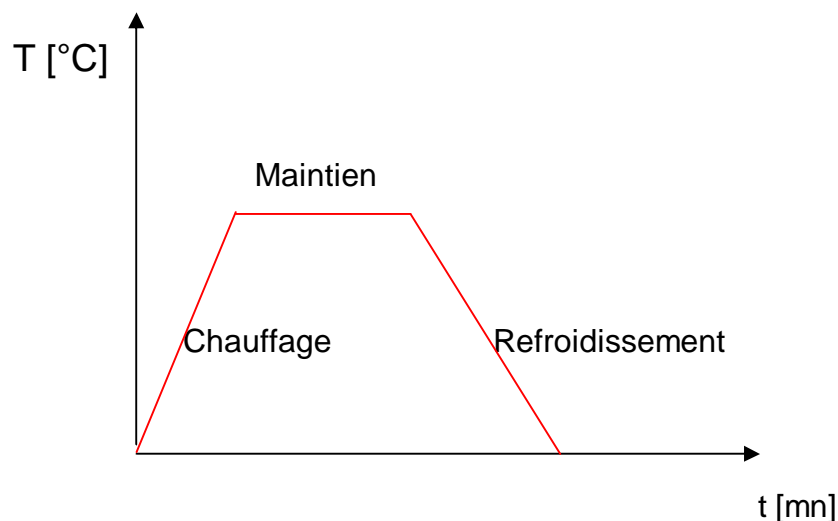 T [°C]
Maintien
Chauffage
Refroidissement
t [mn]